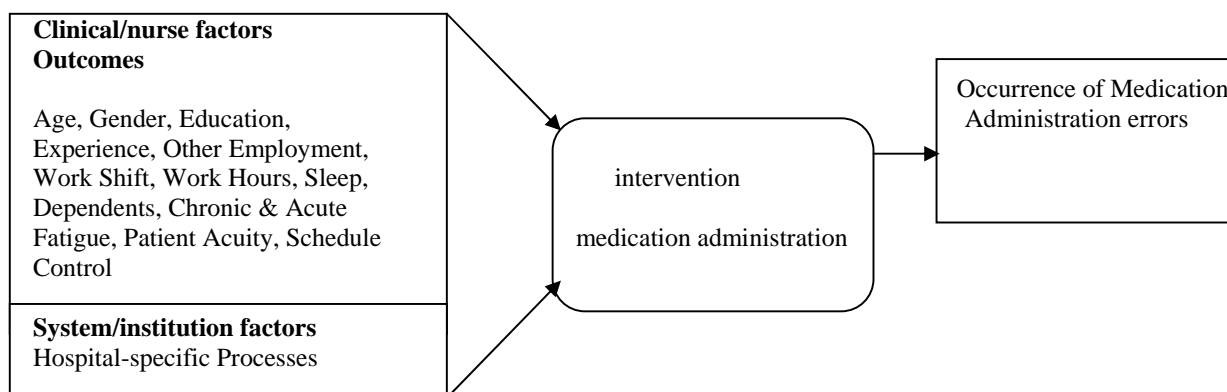 Clinical/nurse factors
Outcomes
Age, Gender, Education,
Experience, Other Employment,
Work Shift, Work Hours, Sleep,
Dependents, Chronic & Acute
Fatigue, Patient Acuity, Schedule
Control
System/institution factors
Hospital-specific Processes
intervention
medication administration
Occurrence of Medication
Administration errors